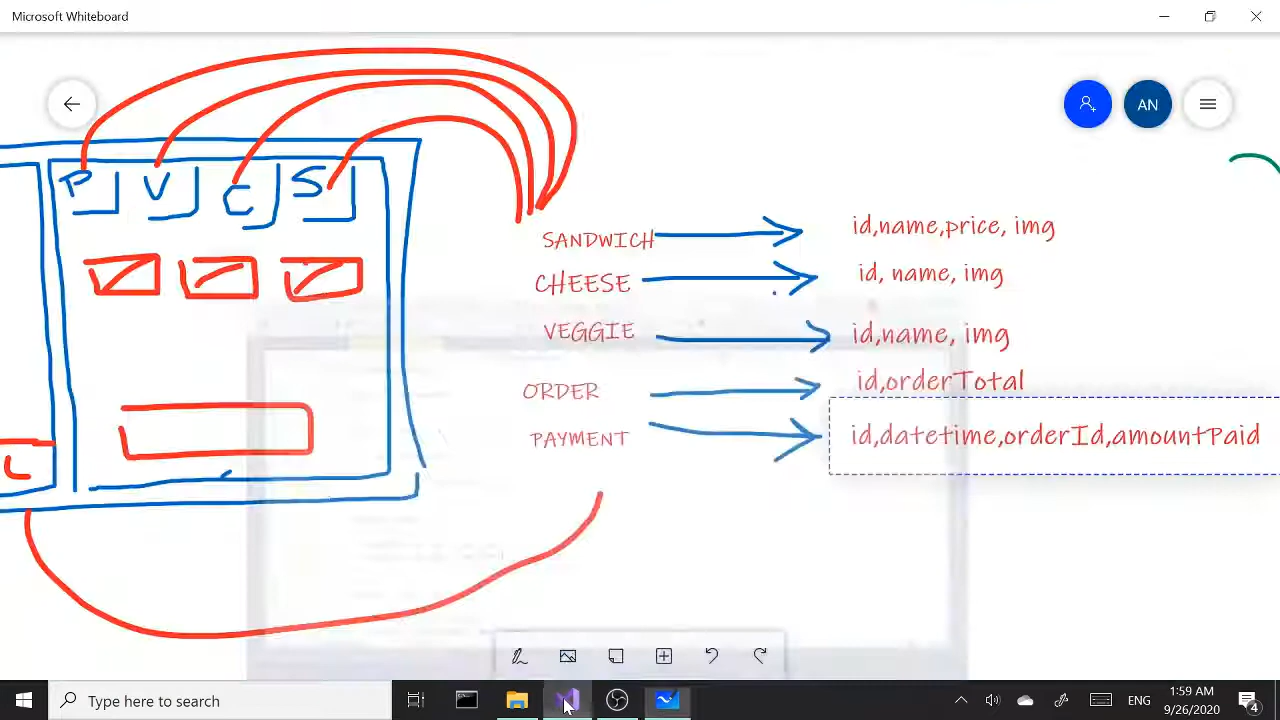 Microsoft Whiteboard
AN
P V C S
SANDWICH id,name,price, img
CHEESE id, name, img
VEGGIE id,name, img
ORDER id,orderTotal
PAYMENT id,datetime,orderId,amountPaid
L
Type here to search
ENG
:59 AM
9/26/2020
4